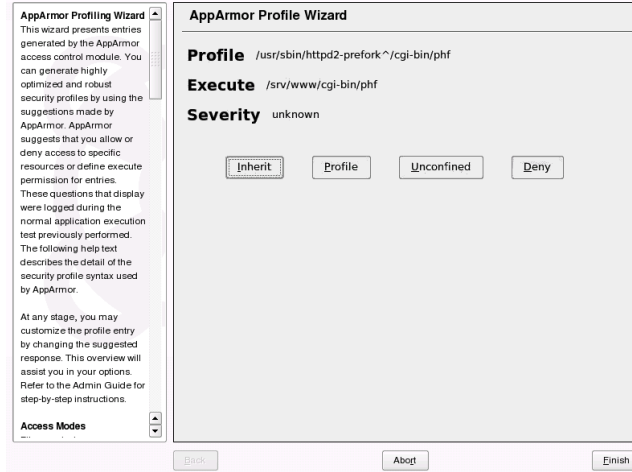 AppArmor Profiling Wizard
This wizard presents entries
generated by the AppArmor
access control module. You
can generate highly
optimized and robust
security profiles by using the
suggestions made by
AppArmor. AppArmor
suggests that you allow or
deny access to specific
resources or define execute
permission for entries.
These questions that display
were logged during the
normal application execution
test previously performed.
The following help text
describes the detail of the
security profile syntax used
by AppArmor.
At any stage, you may
customize the profile entry
by changing the suggested
response. This overview will
assist you in your options.
Refer to the Admin Guide for
step-by-step instructions.
Access Modes
AppArmor Profile Wizard
Profile /usr/sbin/httpd2-prefork^/cgi-bin/phf
Execute /srv/www/cgi-bin/phf
Severity unknown
Inherit Profile Unconfined Deny
Back Abort Finish